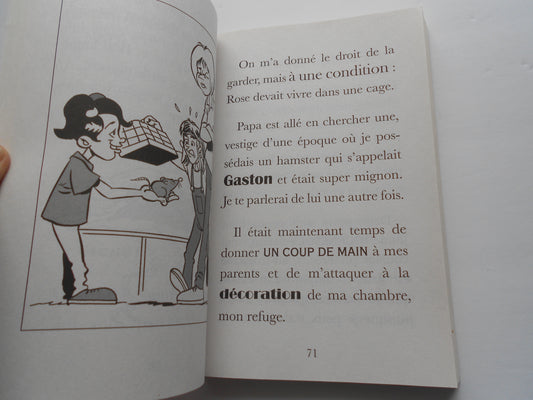 On m'a donné le droit de la
garder, mais à une condition :
Rose devait vivre dans une cage.
Papa est allé en chercher une,
vestige d'une époque où je pos-
sédais un hamster qui s'appelait
Gaston et était super mignon.
Je te parlerai de lui une autre fois.
Il était maintenant temps de
donner UN COUP DE MAIN à mes
parents et de m'attaquer à la
décoration de ma chambre,
mon refuge.
71